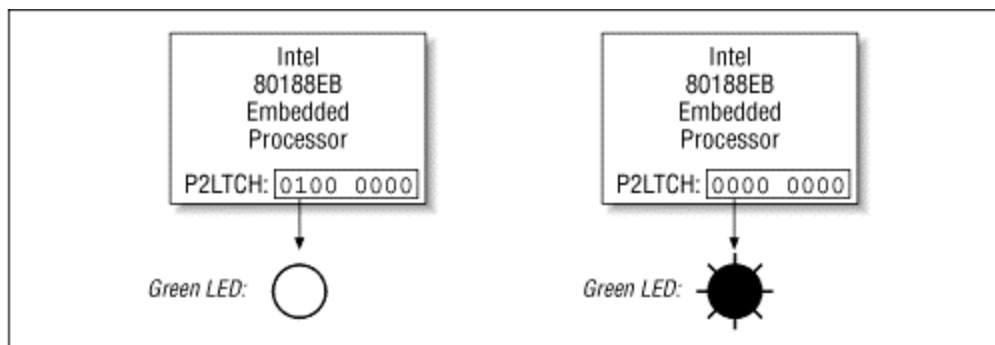 Intel
80188EB
Embedded
Processor
P2LTCH: 0100 0000
Green LED:
Intel
80188EB
Embedded
Processor
P2LTCH: 0000 0000
Green LED: